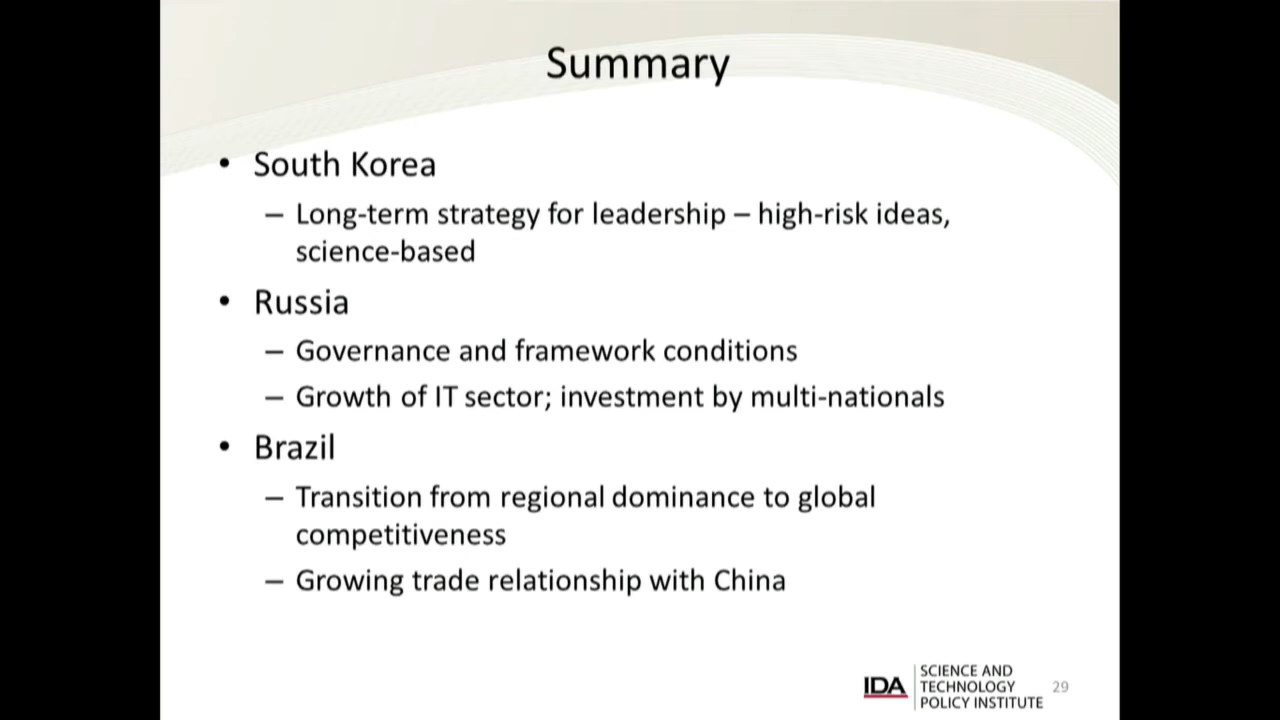 Summary
• South Korea
– Long-term strategy for leadership – high-risk ideas,
science-based
• Russia
– Governance and framework conditions
– Growth of IT sector; investment by multi-nationals
• Brazil
– Transition from regional dominance to global
competitiveness
– Growing trade relationship with China
IDA
SCIENCE AND
TECHNOLOGY
POLICY INSTITUTE
29